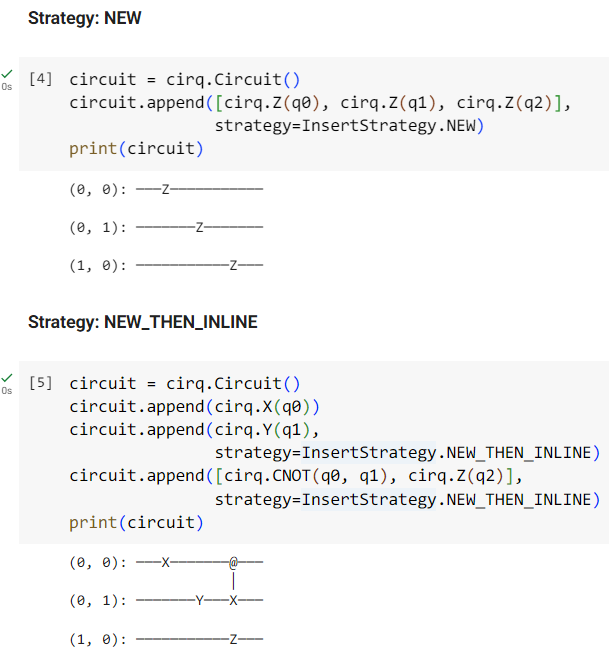 Strategy: NEW
[4] circuit = cirq.Circuit()
circuit.append([cirq.Z(q0), cirq.Z(q1), cirq.Z(q2)],
strategy=InsertStrategy.NEW)
print(circuit)
0s
(0, 0): ───Z───────────
(0, 1): ───────Z───────
(1, 0): ───────────Z───
Strategy: NEW_THEN_INLINE
[5] circuit = cirq.Circuit()
circuit.append(cirq.X(q0))
circuit.append(cirq.Y(q1),
strategy=InsertStrategy.NEW_THEN_INLINE)
circuit.append([cirq.CNOT(q0, q1), cirq.Z(q2)],
strategy=InsertStrategy.NEW_THEN_INLINE)
print(circuit)
0s
(0, 0): ───X───────@───
│
(0, 1): ───────Y───X───
(1, 0): ───────────Z───